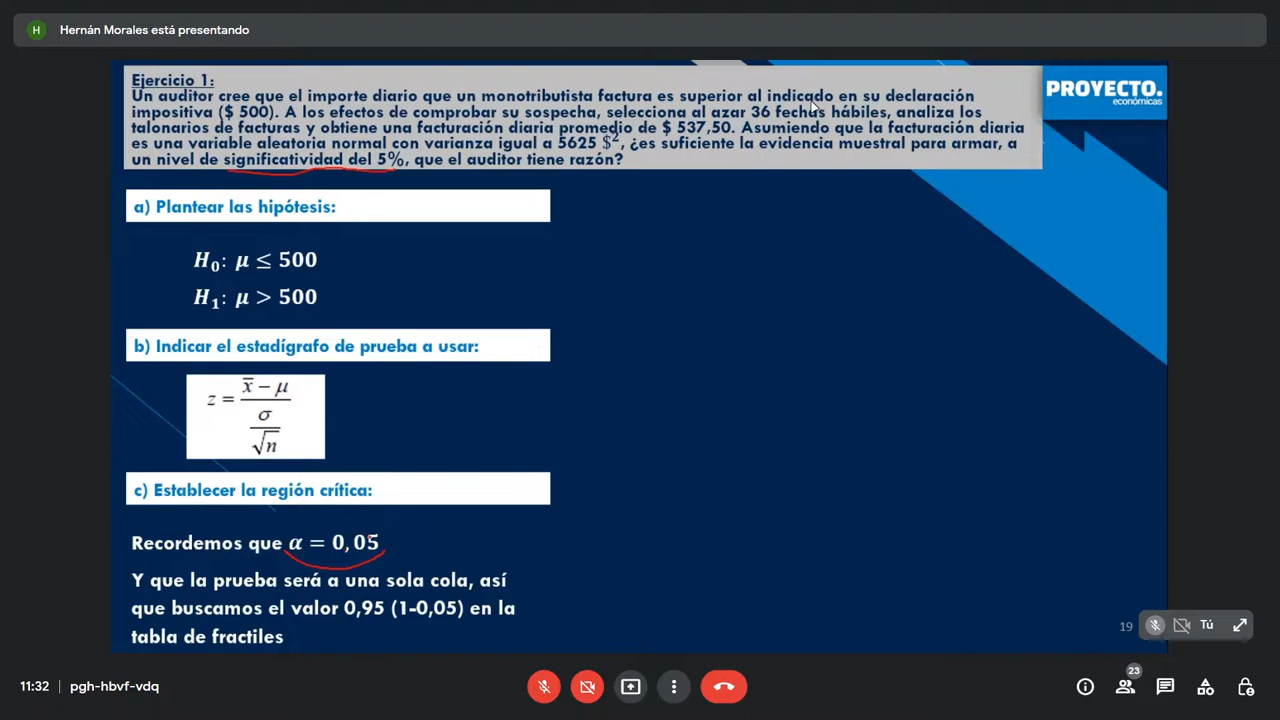 H
Hernán Morales está presentando
Ejercicio 1:
Un auditor cree que el importe diario que un monotributista factura es superior al indicado en su declaración
impositiva ($ 500). A los efectos de comprobar su sospecha, selecciona al azar 36 fechas hábiles, analiza los
talonarios de facturas y obtiene una facturación diaria promedio de $ 537,50. Asumiendo que la facturación diaria
es una variable aleatoria normal con varianza igual a 5625 $², ¿es suficiente la evidencia muestral para armar, a
un nivel de significatividad del 5%, que el auditor tiene razón?
PROYECTO.
económicas
a) Plantear las hipótesis:
H₀: μ ≤ 500
H₁: μ > 500
b) Indicar el estadígrafo de prueba a usar:
z = (x̄ − μ) / (σ / √n)
c) Establecer la región crítica:
Recordemos que α = 0,05
Y que la prueba será a una sola cola, así
que buscamos el valor 0,95 (1-0,05) en la
tabla de fractiles
19
Tú
11:32 | pgh-hbvf-vdq
23